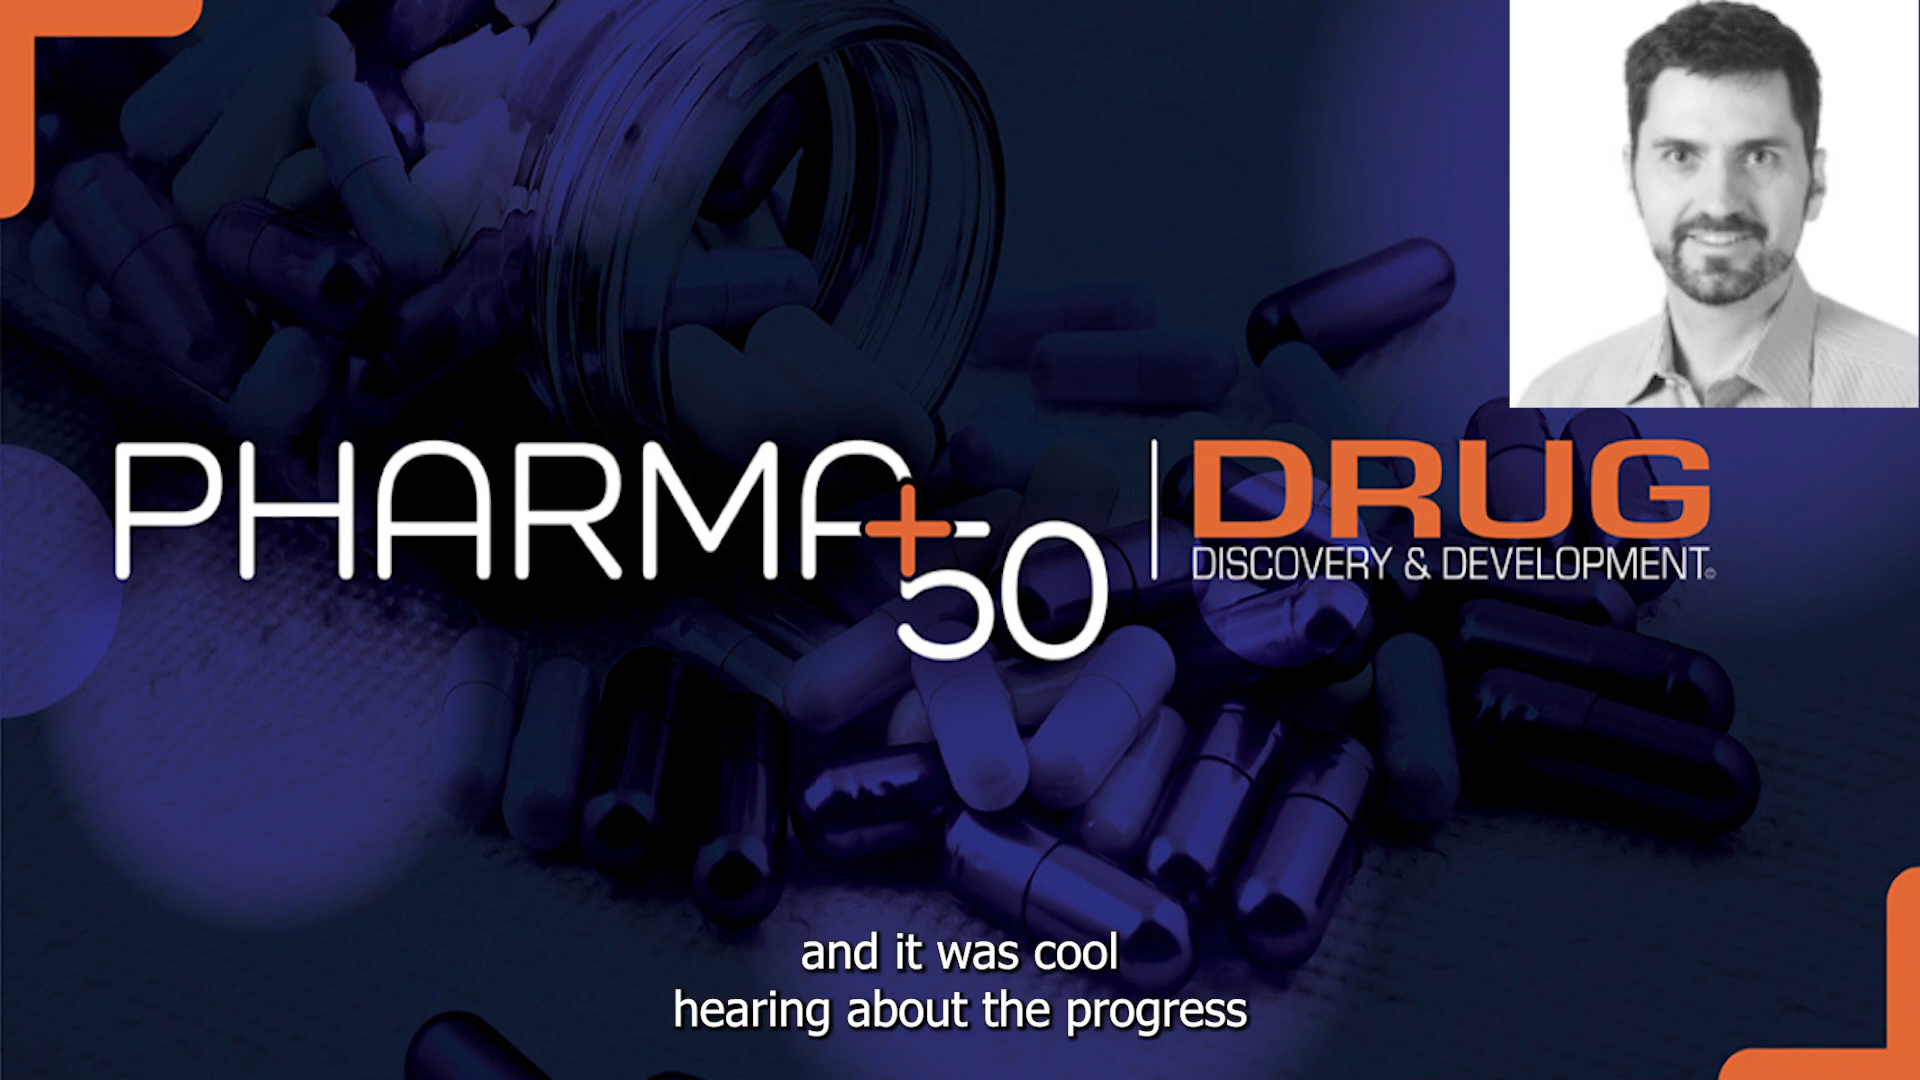 PHARMA+50
DRUG
DISCOVERY & DEVELOPMENT
and it was cool
hearing about the progress